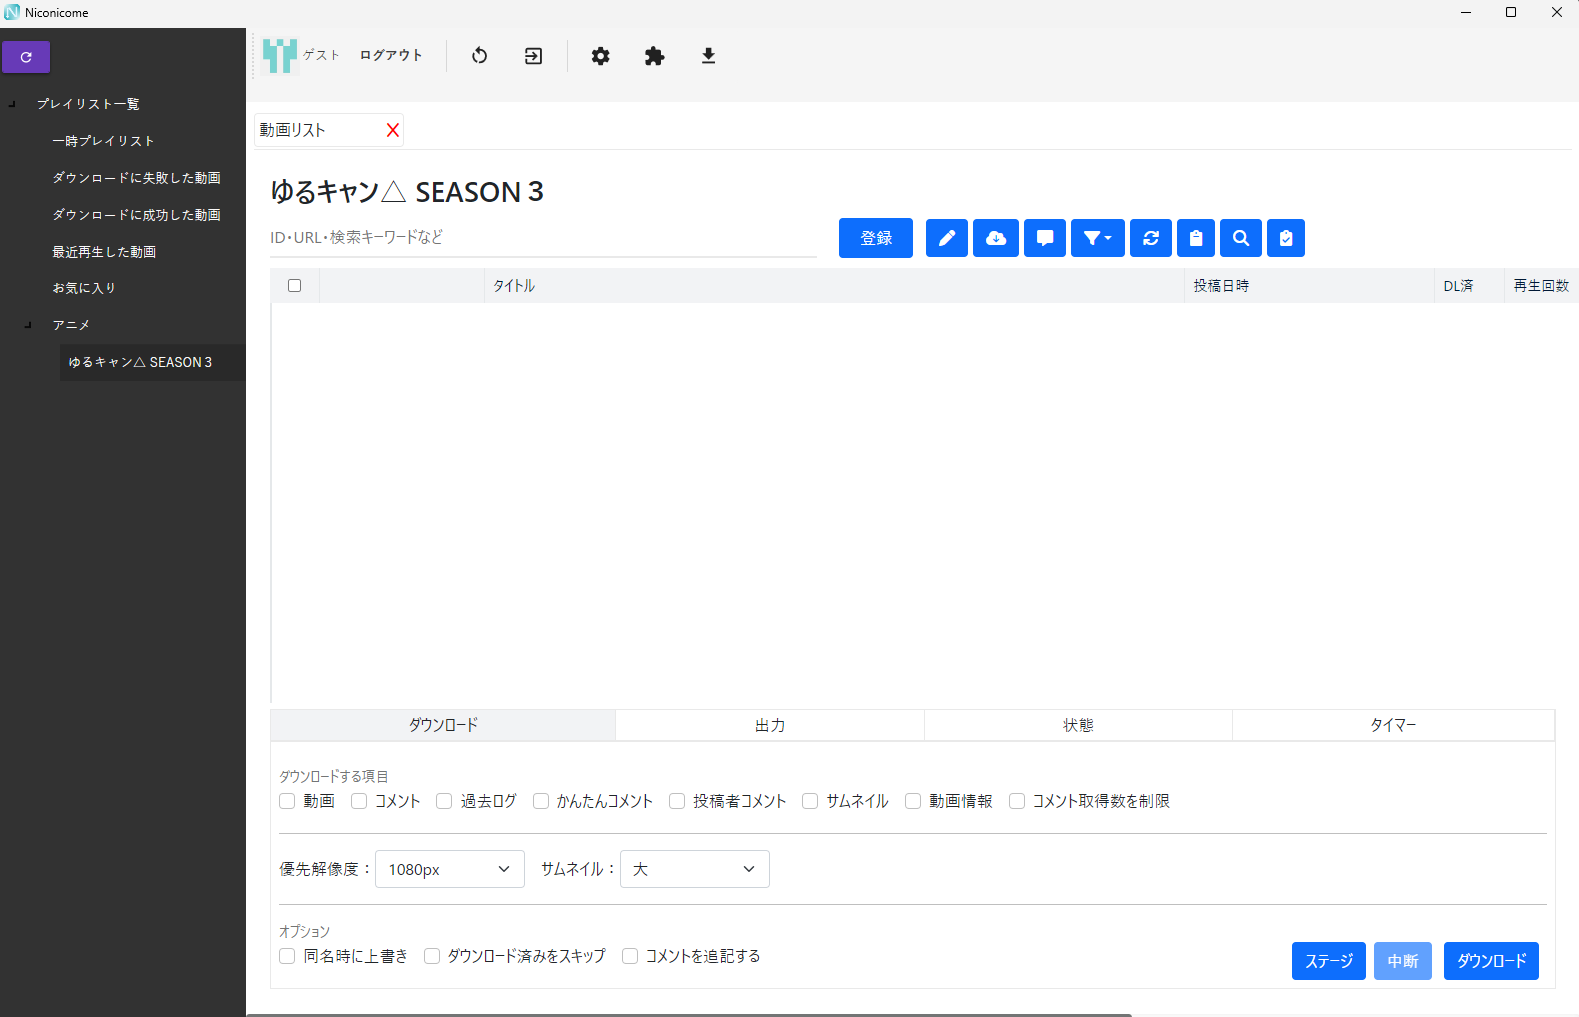 Niconicome
ゲスト ログアウト
プレイリスト一覧
一時プレイリスト
ダウンロードに失敗した動画
ダウンロードに成功した動画
最近再生した動画
お気に入り
アニメ
ゆるキャン△ SEASON３
動画リスト X
ゆるキャン△ SEASON３
ID・URL・検索キーワードなど
登録
タイトル 投稿日時 DL済 再生回数
ダウンロード 出力 状態 タイマー
ダウンロードする項目
動画 コメント 過去ログ かんたんコメント 投稿者コメント サムネイル 動画情報 コメント取得数を制限
優先解像度： 1080px サムネイル： 大
オプション
同名時に上書き ダウンロード済みをスキップ コメントを追記する
ステージ 中断 ダウンロード